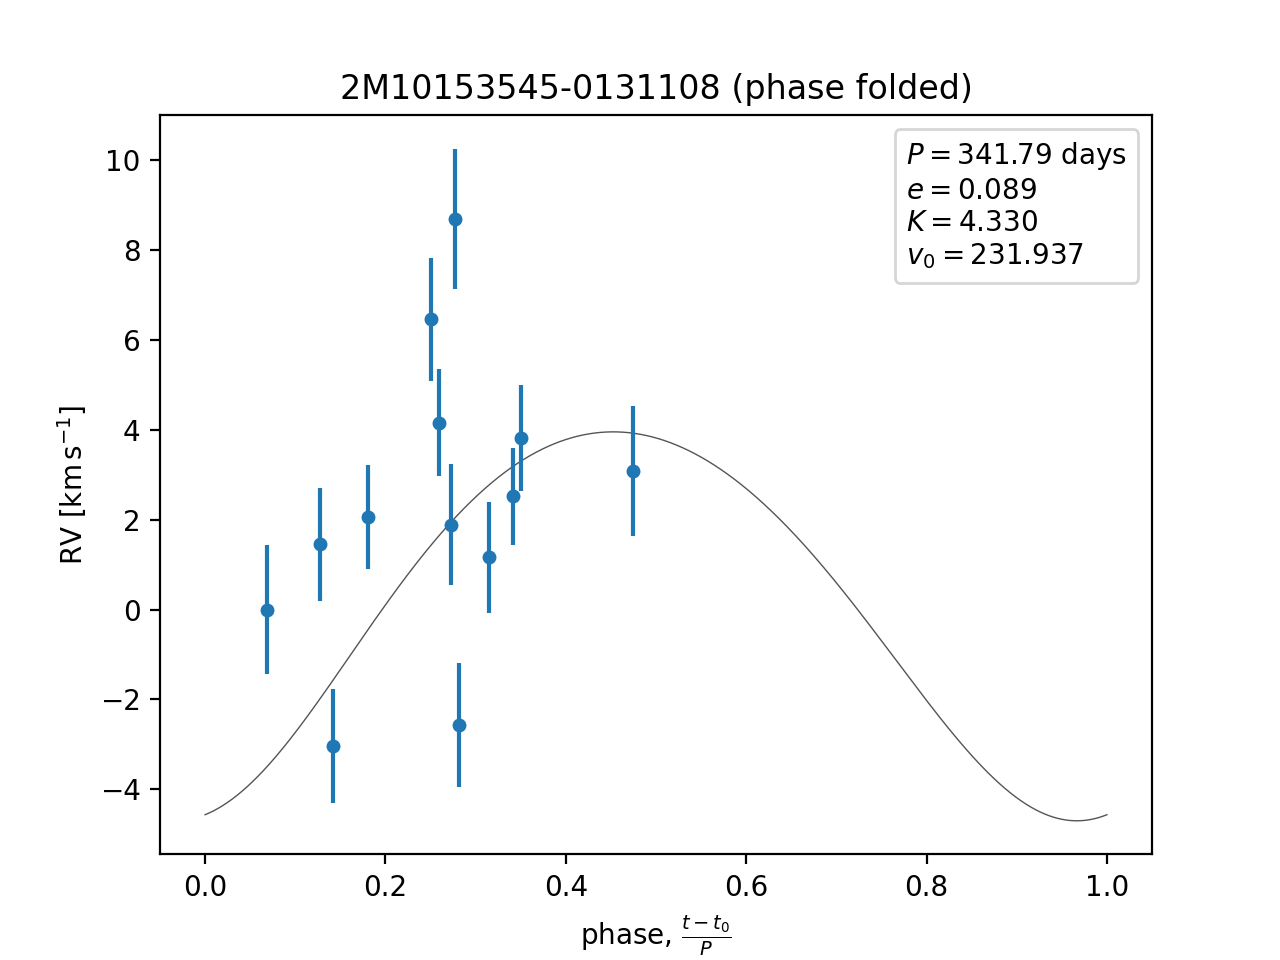 2M10153545-0131108 (phase folded)
P = 341.79 days
e = 0.089
K = 4.330
v₀ = 231.937
10
8
6
4
2
0
−2
−4
RV [km s⁻¹]
0.0 0.2 0.4 0.6 0.8 1.0
phase, (t − t₀)/P